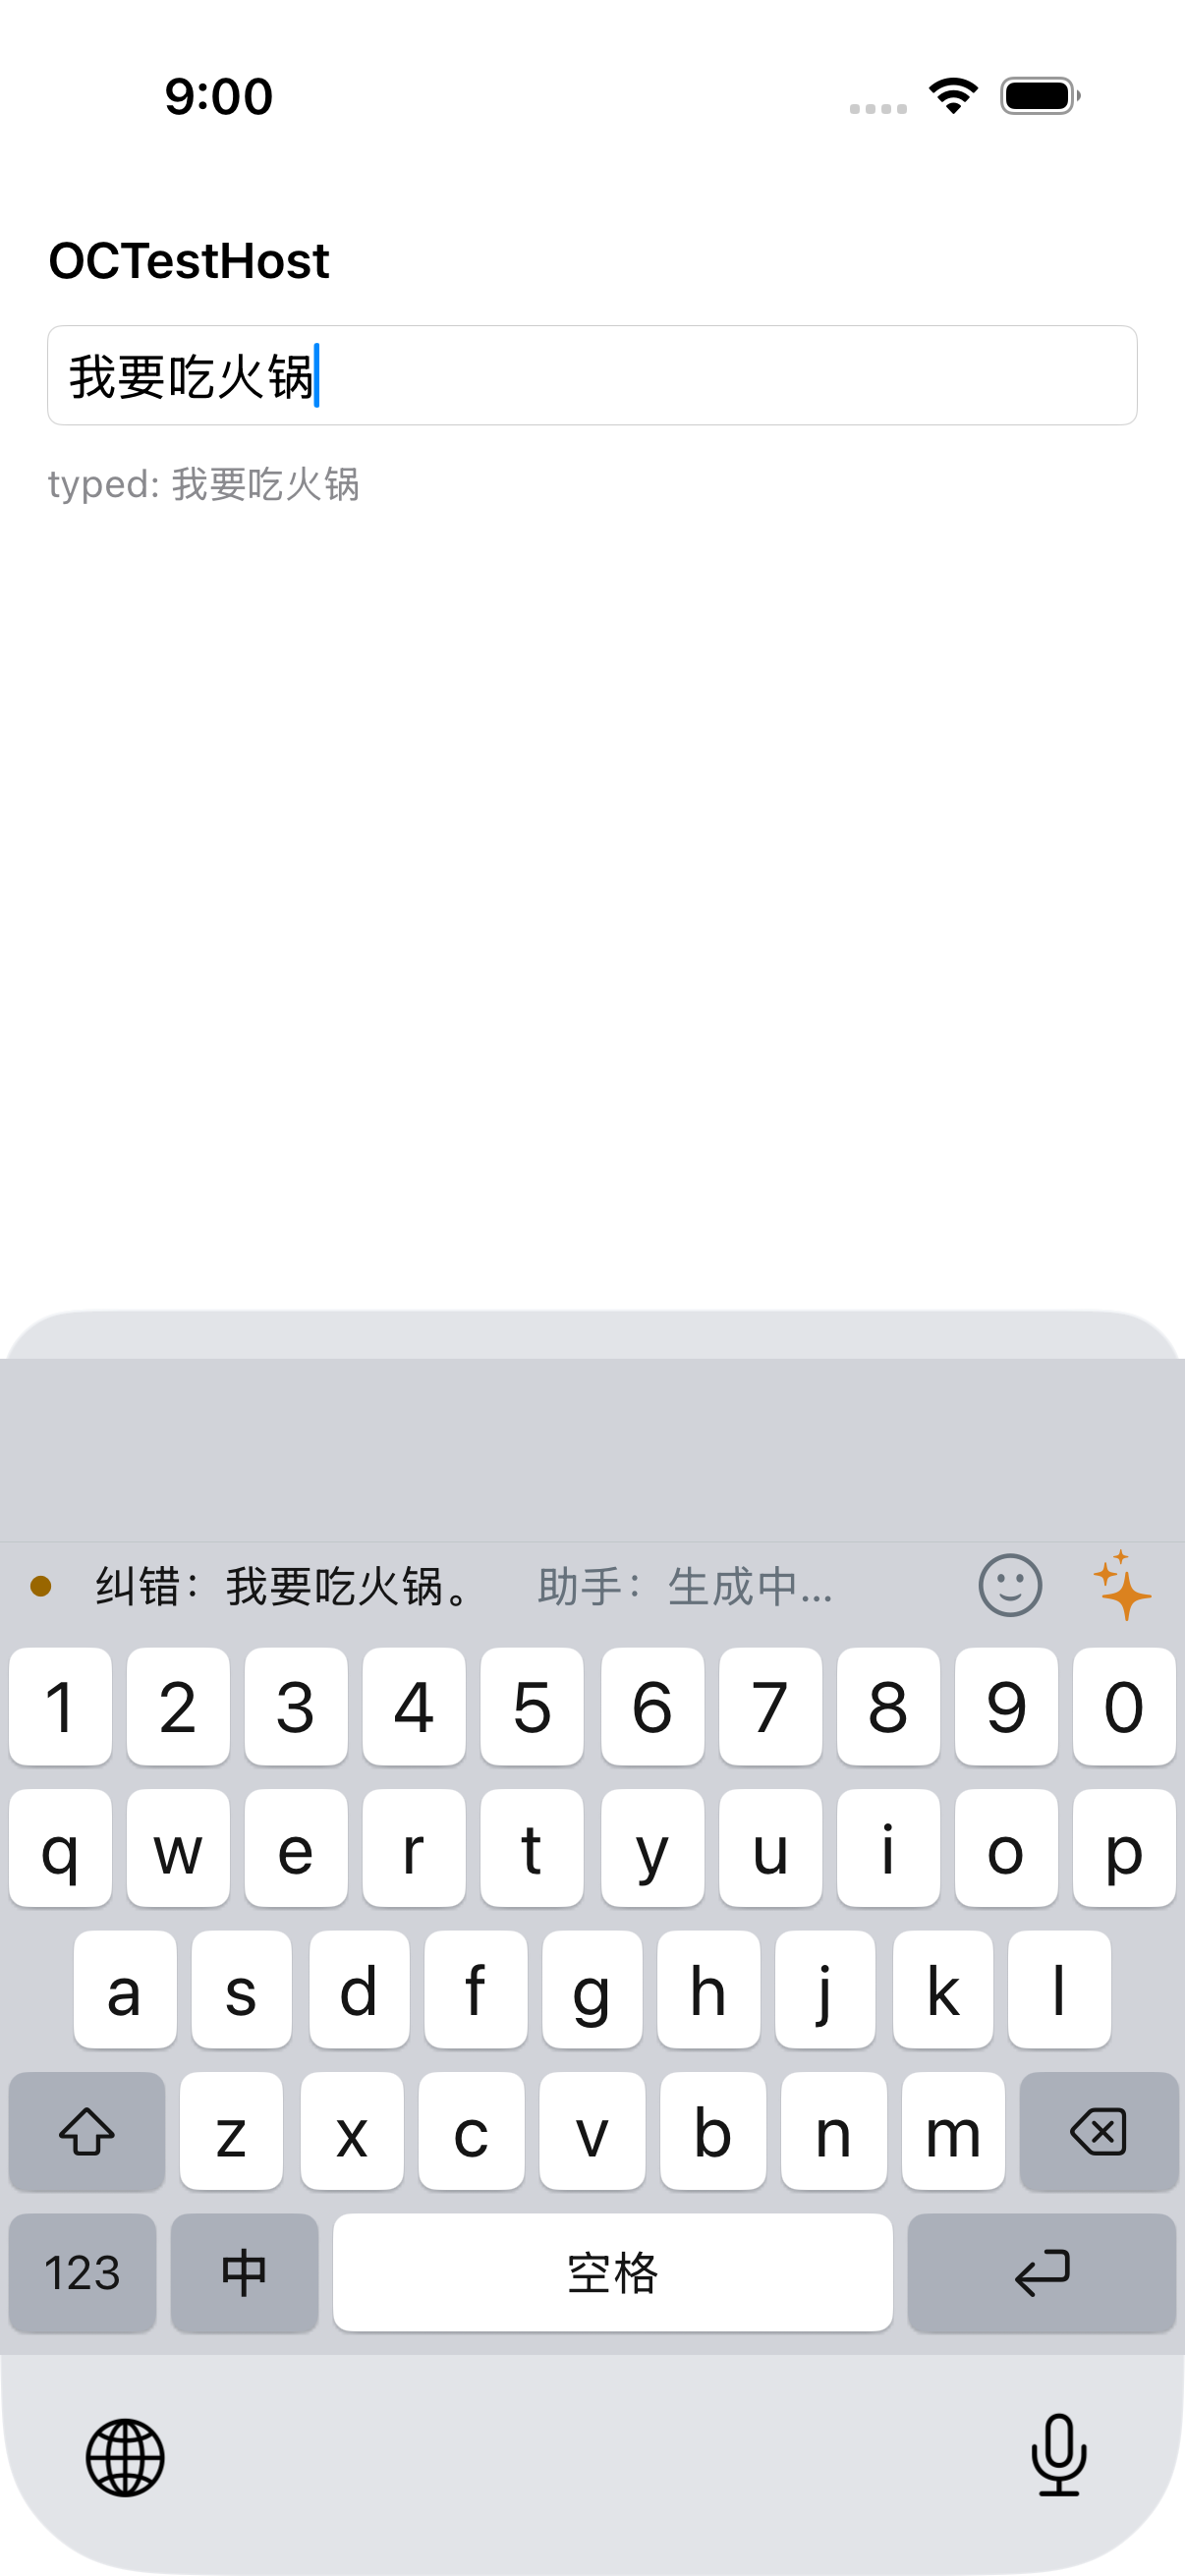 9:00
OCTestHost
我要吃火锅
typed: 我要吃火锅
纠错：我要吃火锅。 助手：生成中...
1 2 3 4 5 6 7 8 9 0
q w e r t y u i o p
a s d f g h j k l
z x c v b n m
123 中 空格